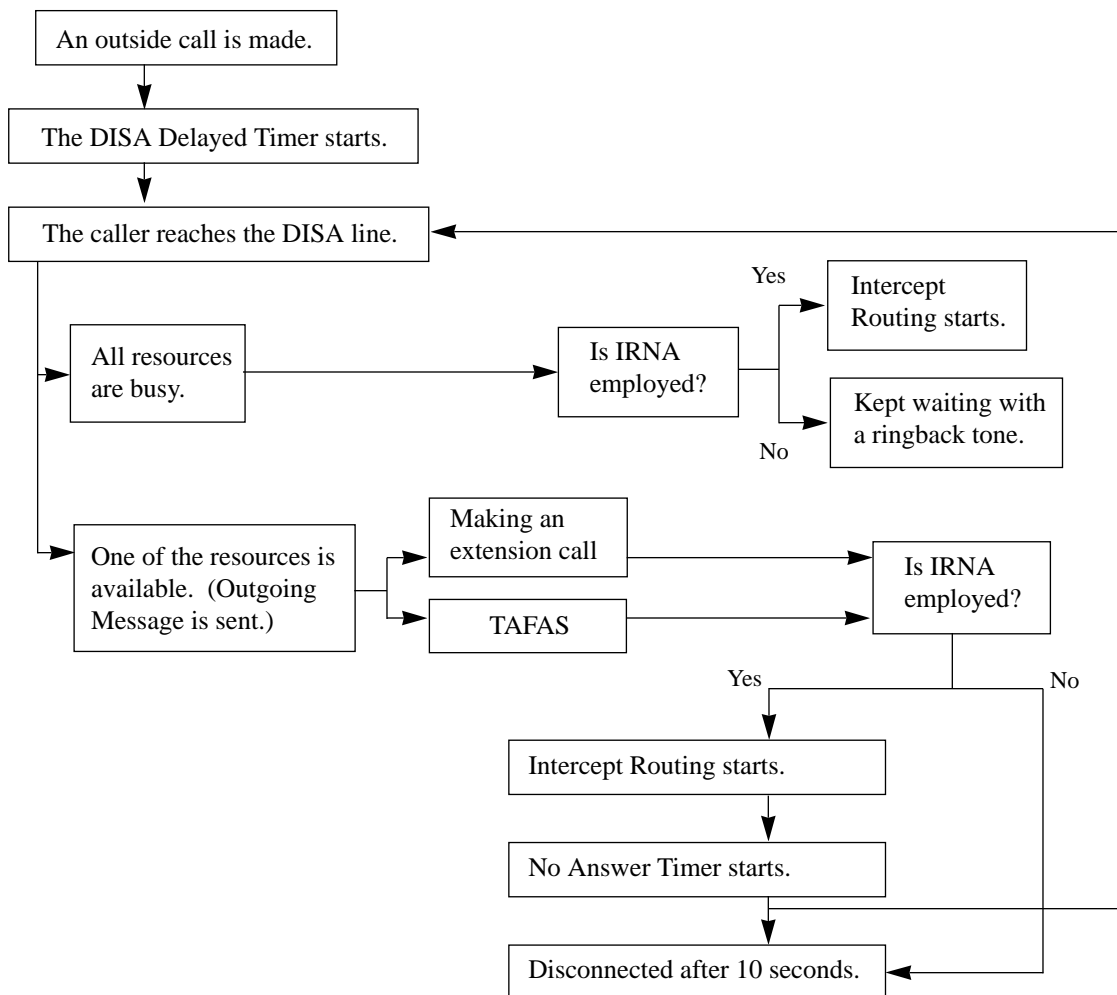 An outside call is made.
The DISA Delayed Timer starts.
The caller reaches the DISA line.
Yes
Intercept
Routing starts.
All resources
are busy.
Is IRNA
employed?
Kept waiting with
a ringback tone.
No
Making an
extension call
One of the resources is
available. (Outgoing
Message is sent.)
TAFAS
Is IRNA
employed?
Yes
No
Intercept Routing starts.
No Answer Timer starts.
Disconnected after 10 seconds.